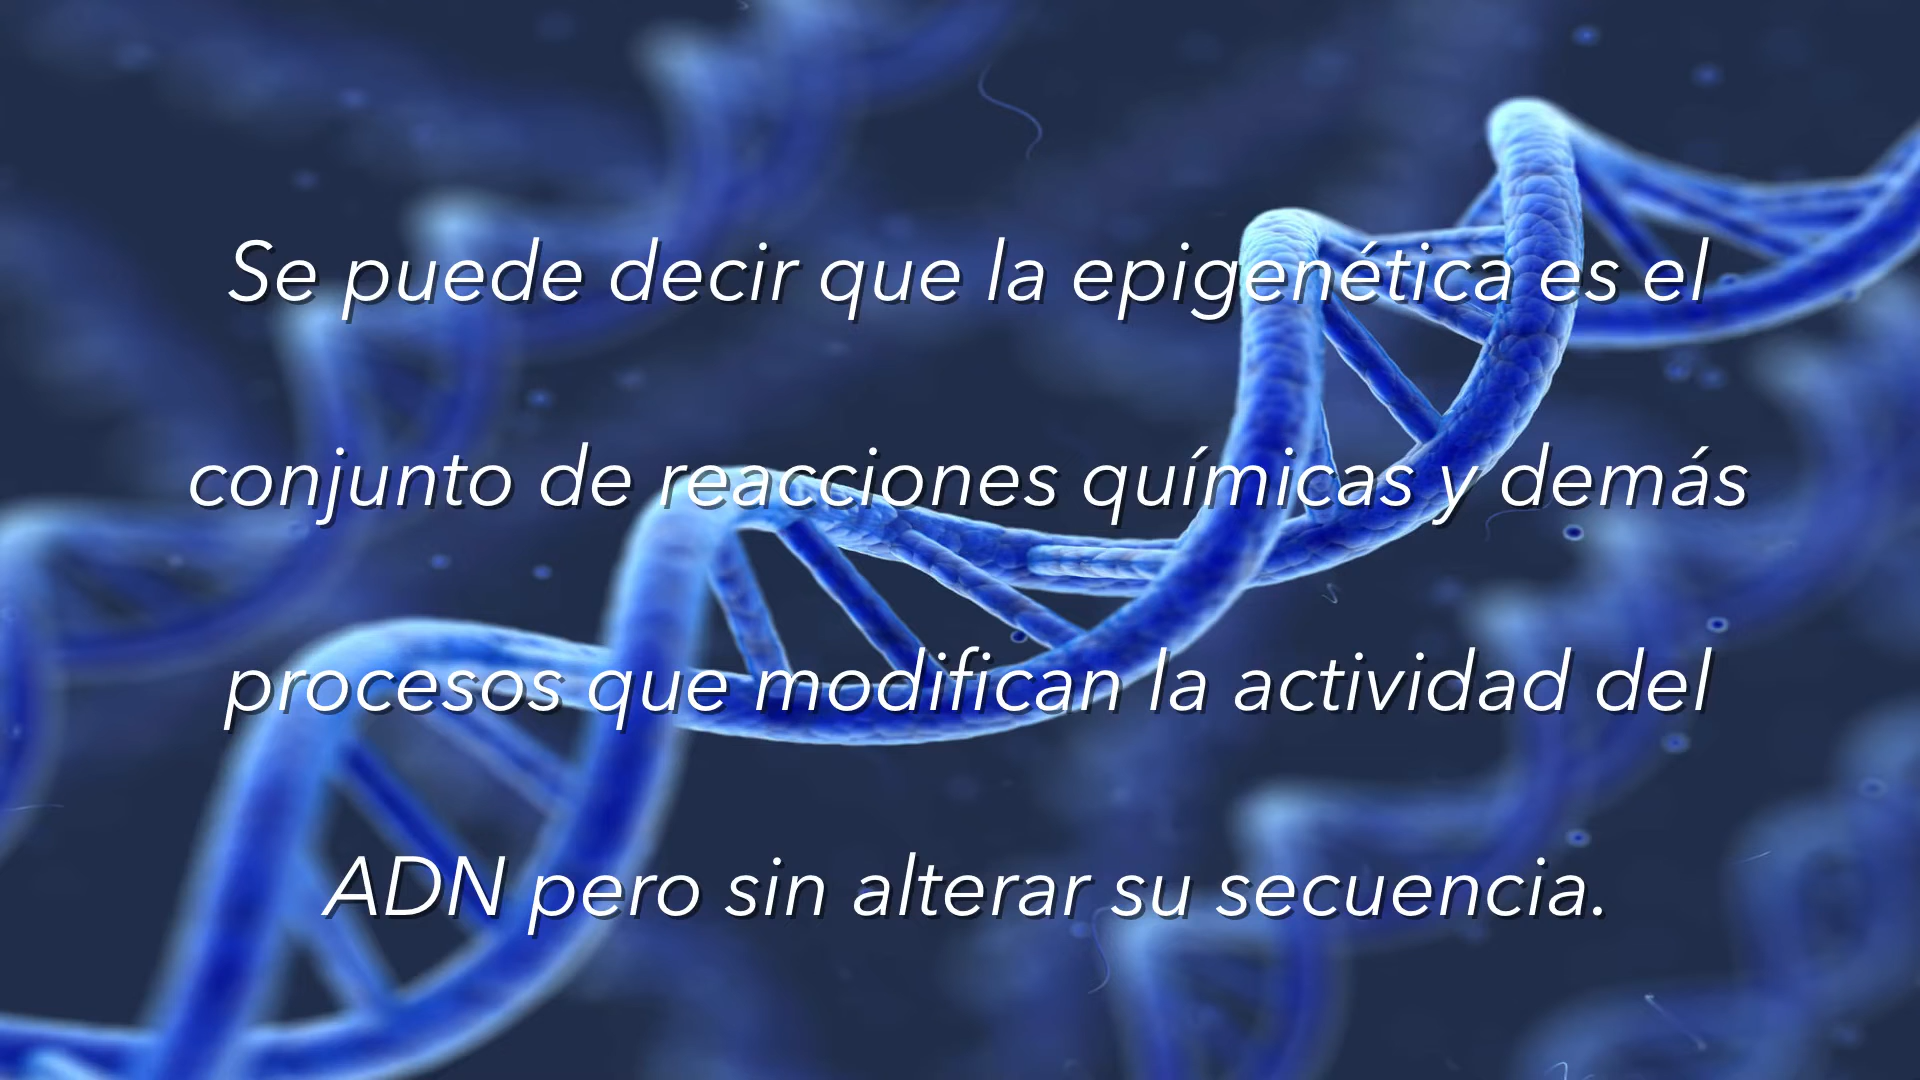 Se puede decir que la epigenética es el
conjunto de reacciones químicas y demás
procesos que modifican la actividad del
ADN pero sin alterar su secuencia.